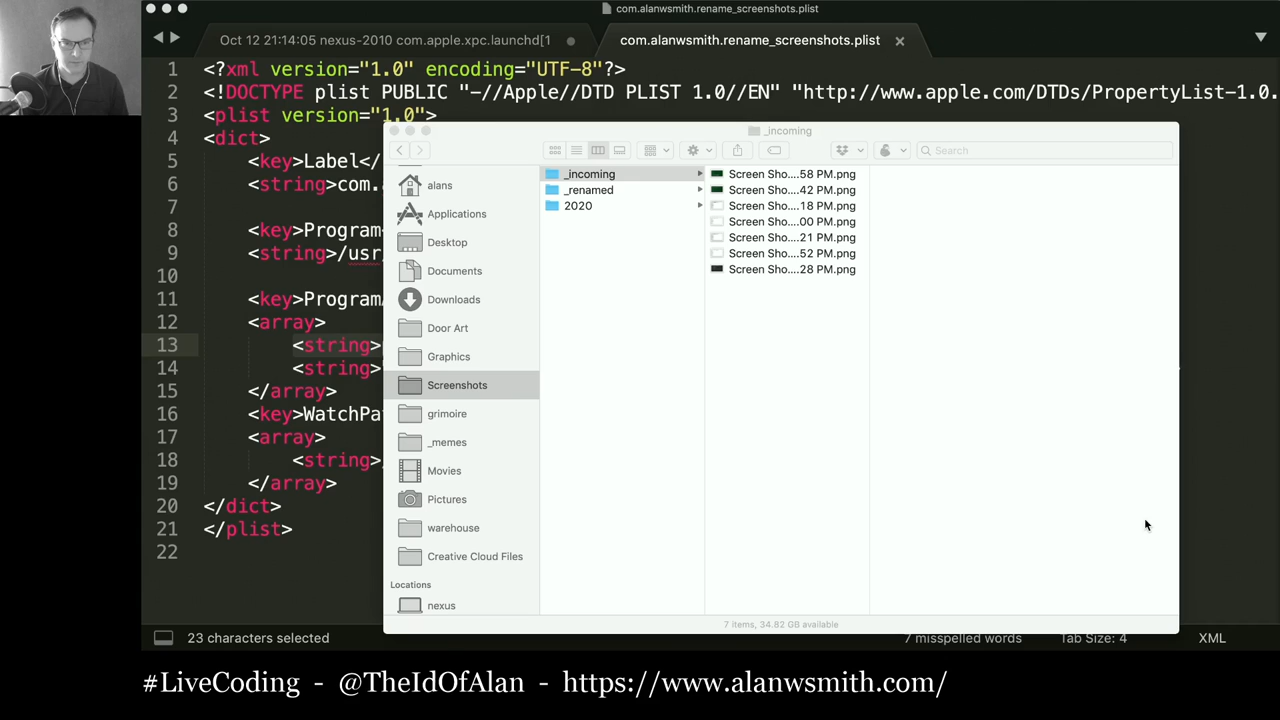 com.alanwsmith.rename_screenshots.plist
Oct 12 21:14:05 nexus-2010 com.apple.xpc.launchd[1
com.alanwsmith.rename_screenshots.plist
1 <?xml version="1.0" encoding="UTF-8"?>
2 <!DOCTYPE plist PUBLIC "-//Apple//DTD PLIST 1.0//EN" "http://www.apple.com/DTDs/PropertyList-1.0.
3 <plist version="1.0">
4 <dict>
5 <key>Label</
6 <string>com.
7
8 <key>Program
9 <string>/usr
10
11 <key>Program
12 <array>
13 <string>
14 <string>
15 </array>
16 <key>WatchPa
17 <array>
18 <string>
19 </array>
20 </dict>
21 </plist>
22
_incoming
Search
alans
Applications
Desktop
Documents
Downloads
Door Art
Graphics
Screenshots
grimoire
_memes
Movies
Pictures
warehouse
Creative Cloud Files
Locations
nexus
_incoming
_renamed
2020
Screen Sho....58 PM.png
Screen Sho....42 PM.png
Screen Sho....18 PM.png
Screen Sho....00 PM.png
Screen Sho....21 PM.png
Screen Sho....52 PM.png
Screen Sho....28 PM.png
7 items, 34.82 GB available
23 characters selected
7 misspelled words
Tab Size: 4
XML
#LiveCoding - @TheIdOfAlan - https://www.alanwsmith.com/